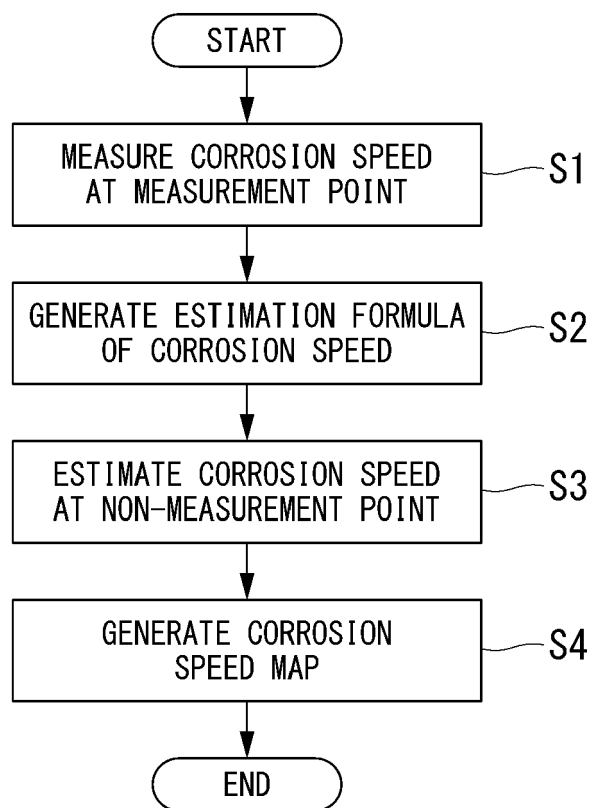 START
MEASURE CORROSION SPEED
AT MEASUREMENT POINT
S1
GENERATE ESTIMATION FORMULA
OF CORROSION SPEED
S2
ESTIMATE CORROSION SPEED
AT NON-MEASUREMENT POINT
S3
GENERATE CORROSION
SPEED MAP
S4
END